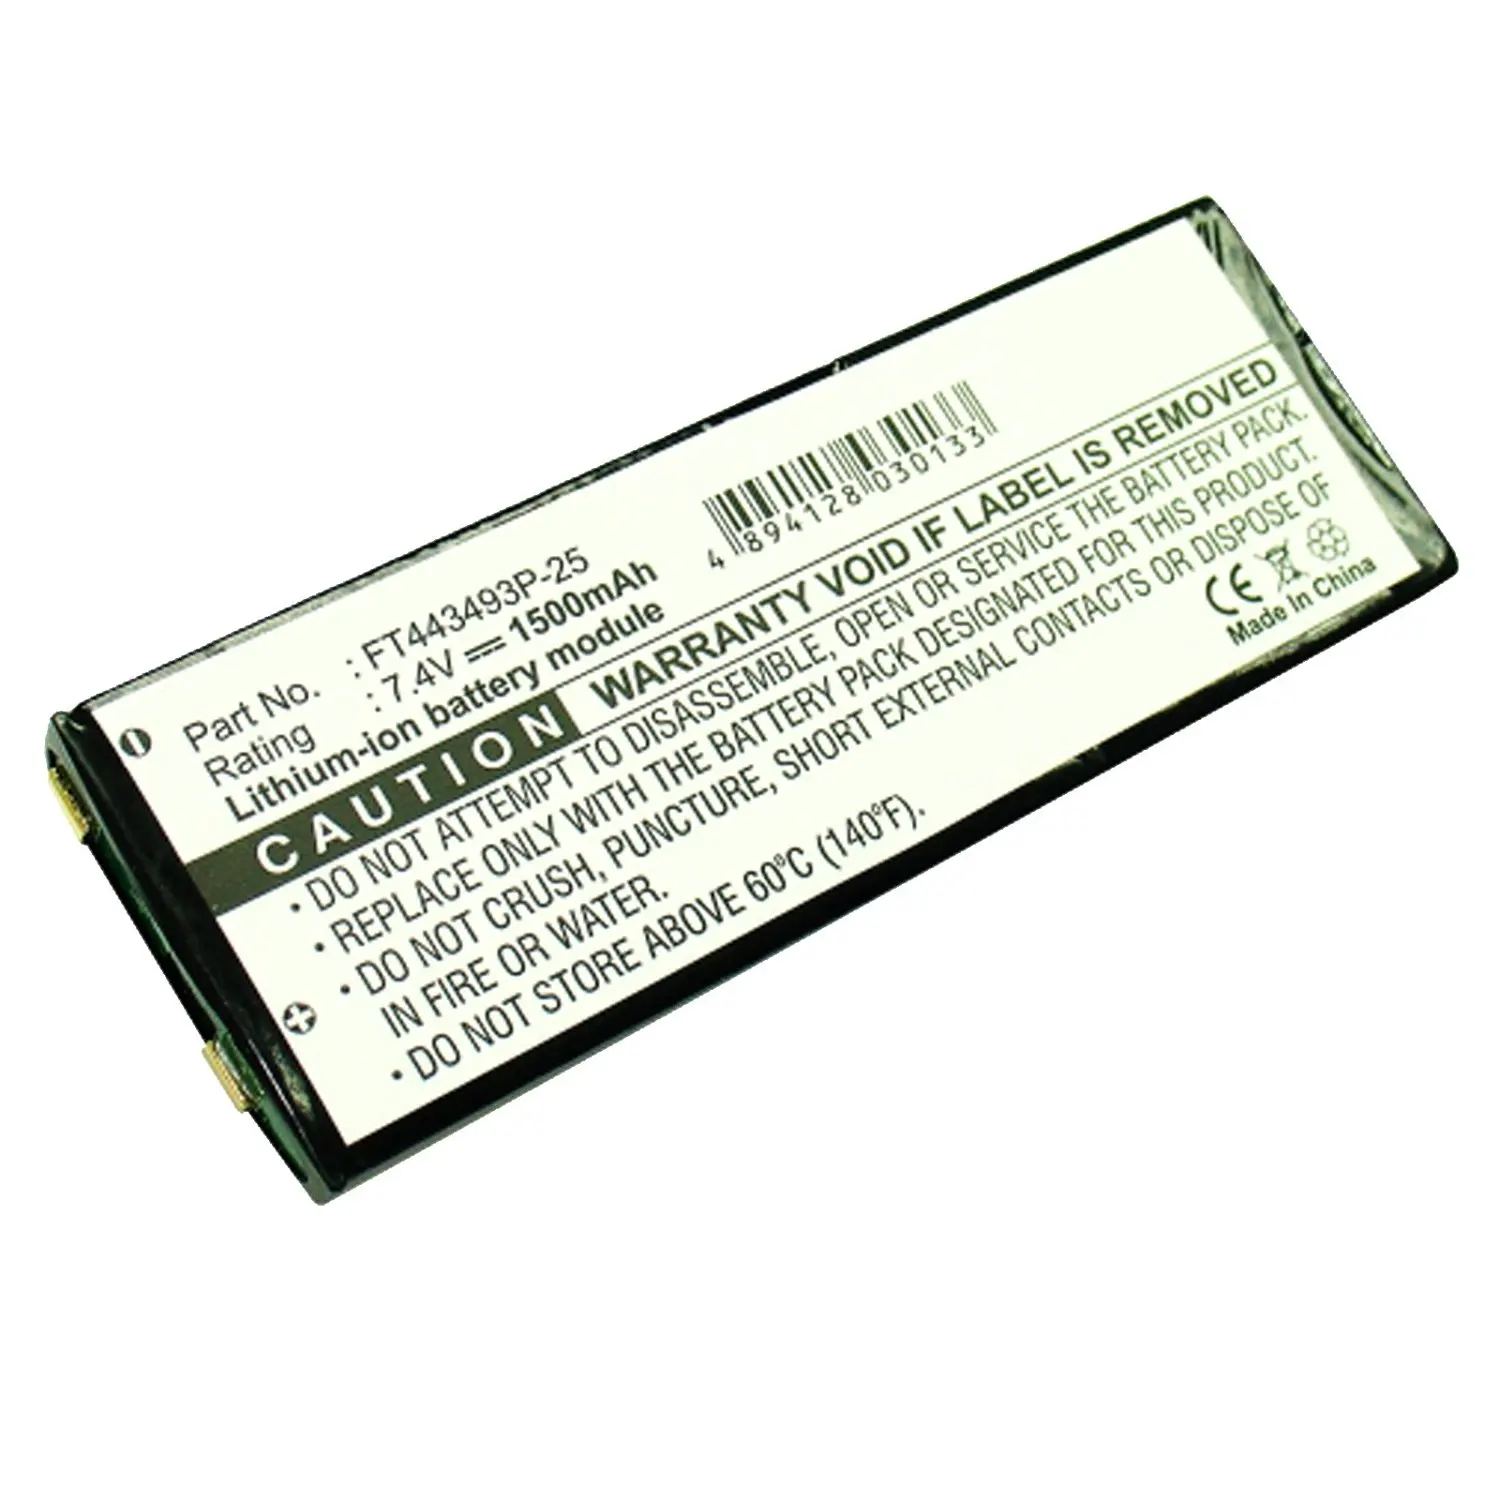 Part No. : FT443493P-25
Rating : 7.4V 1500mAh
Lithium-ion battery module
4 894128 030133
CAUTION WARRANTY VOID IF LABEL IS REMOVED
• DO NOT ATTEMPT TO DISASSEMBLE, OPEN OR SERVICE THE BATTERY PACK.
• REPLACE ONLY WITH THE BATTERY PACK DESIGNATED FOR THIS PRODUCT.
• DO NOT CRUSH, PUNCTURE, SHORT EXTERNAL CONTACTS OR DISPOSE OF
IN FIRE OR WATER.
• DO NOT STORE ABOVE 60°C (140°F).
CE
Made in China